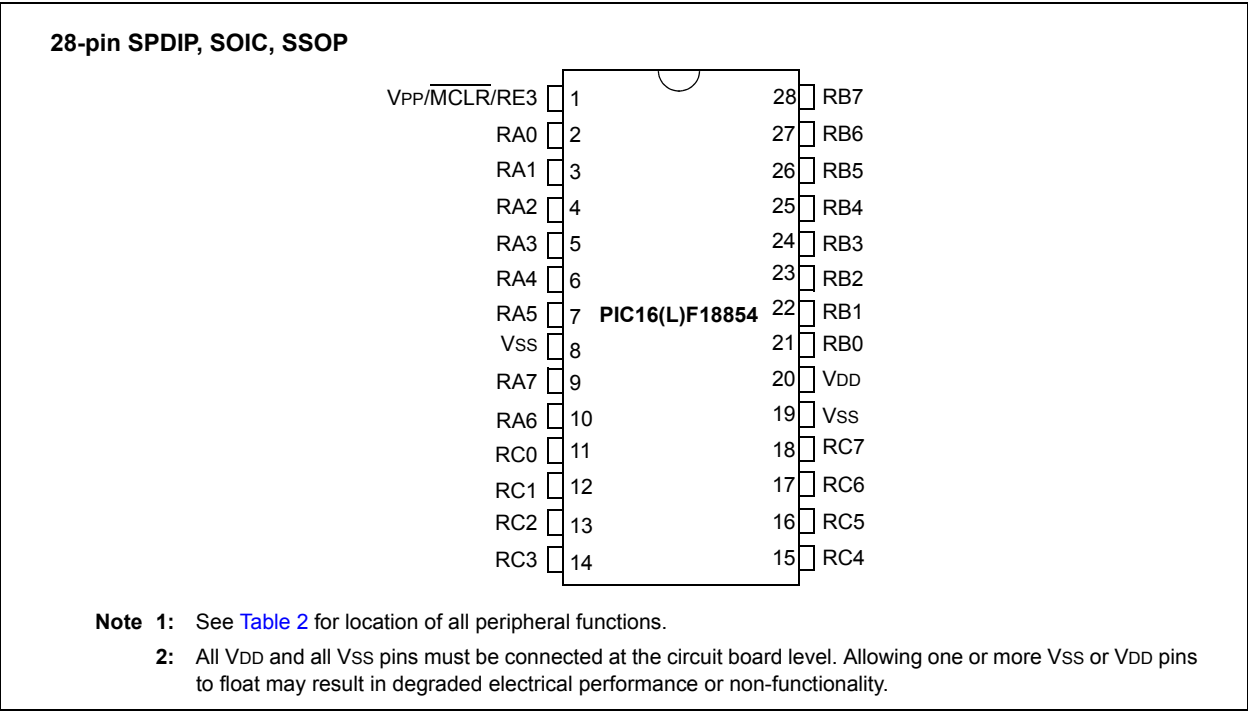 28-pin SPDIP, SOIC, SSOP
VPP/MCLR/RE3 1 28 RB7
RA0 2 27 RB6
RA1 3 26 RB5
RA2 4 25 RB4
RA3 5 24 RB3
RA4 6 23 RB2
RA5 7 PIC16(L)F18854 22 RB1
VSS 8 21 RB0
RA7 9 20 VDD
RA6 10 19 VSS
RC0 11 18 RC7
RC1 12 17 RC6
RC2 13 16 RC5
RC3 14 15 RC4
Note 1: See Table 2 for location of all peripheral functions.
2: All VDD and all VSS pins must be connected at the circuit board level. Allowing one or more VSS or VDD pins
to float may result in degraded electrical performance or non-functionality.